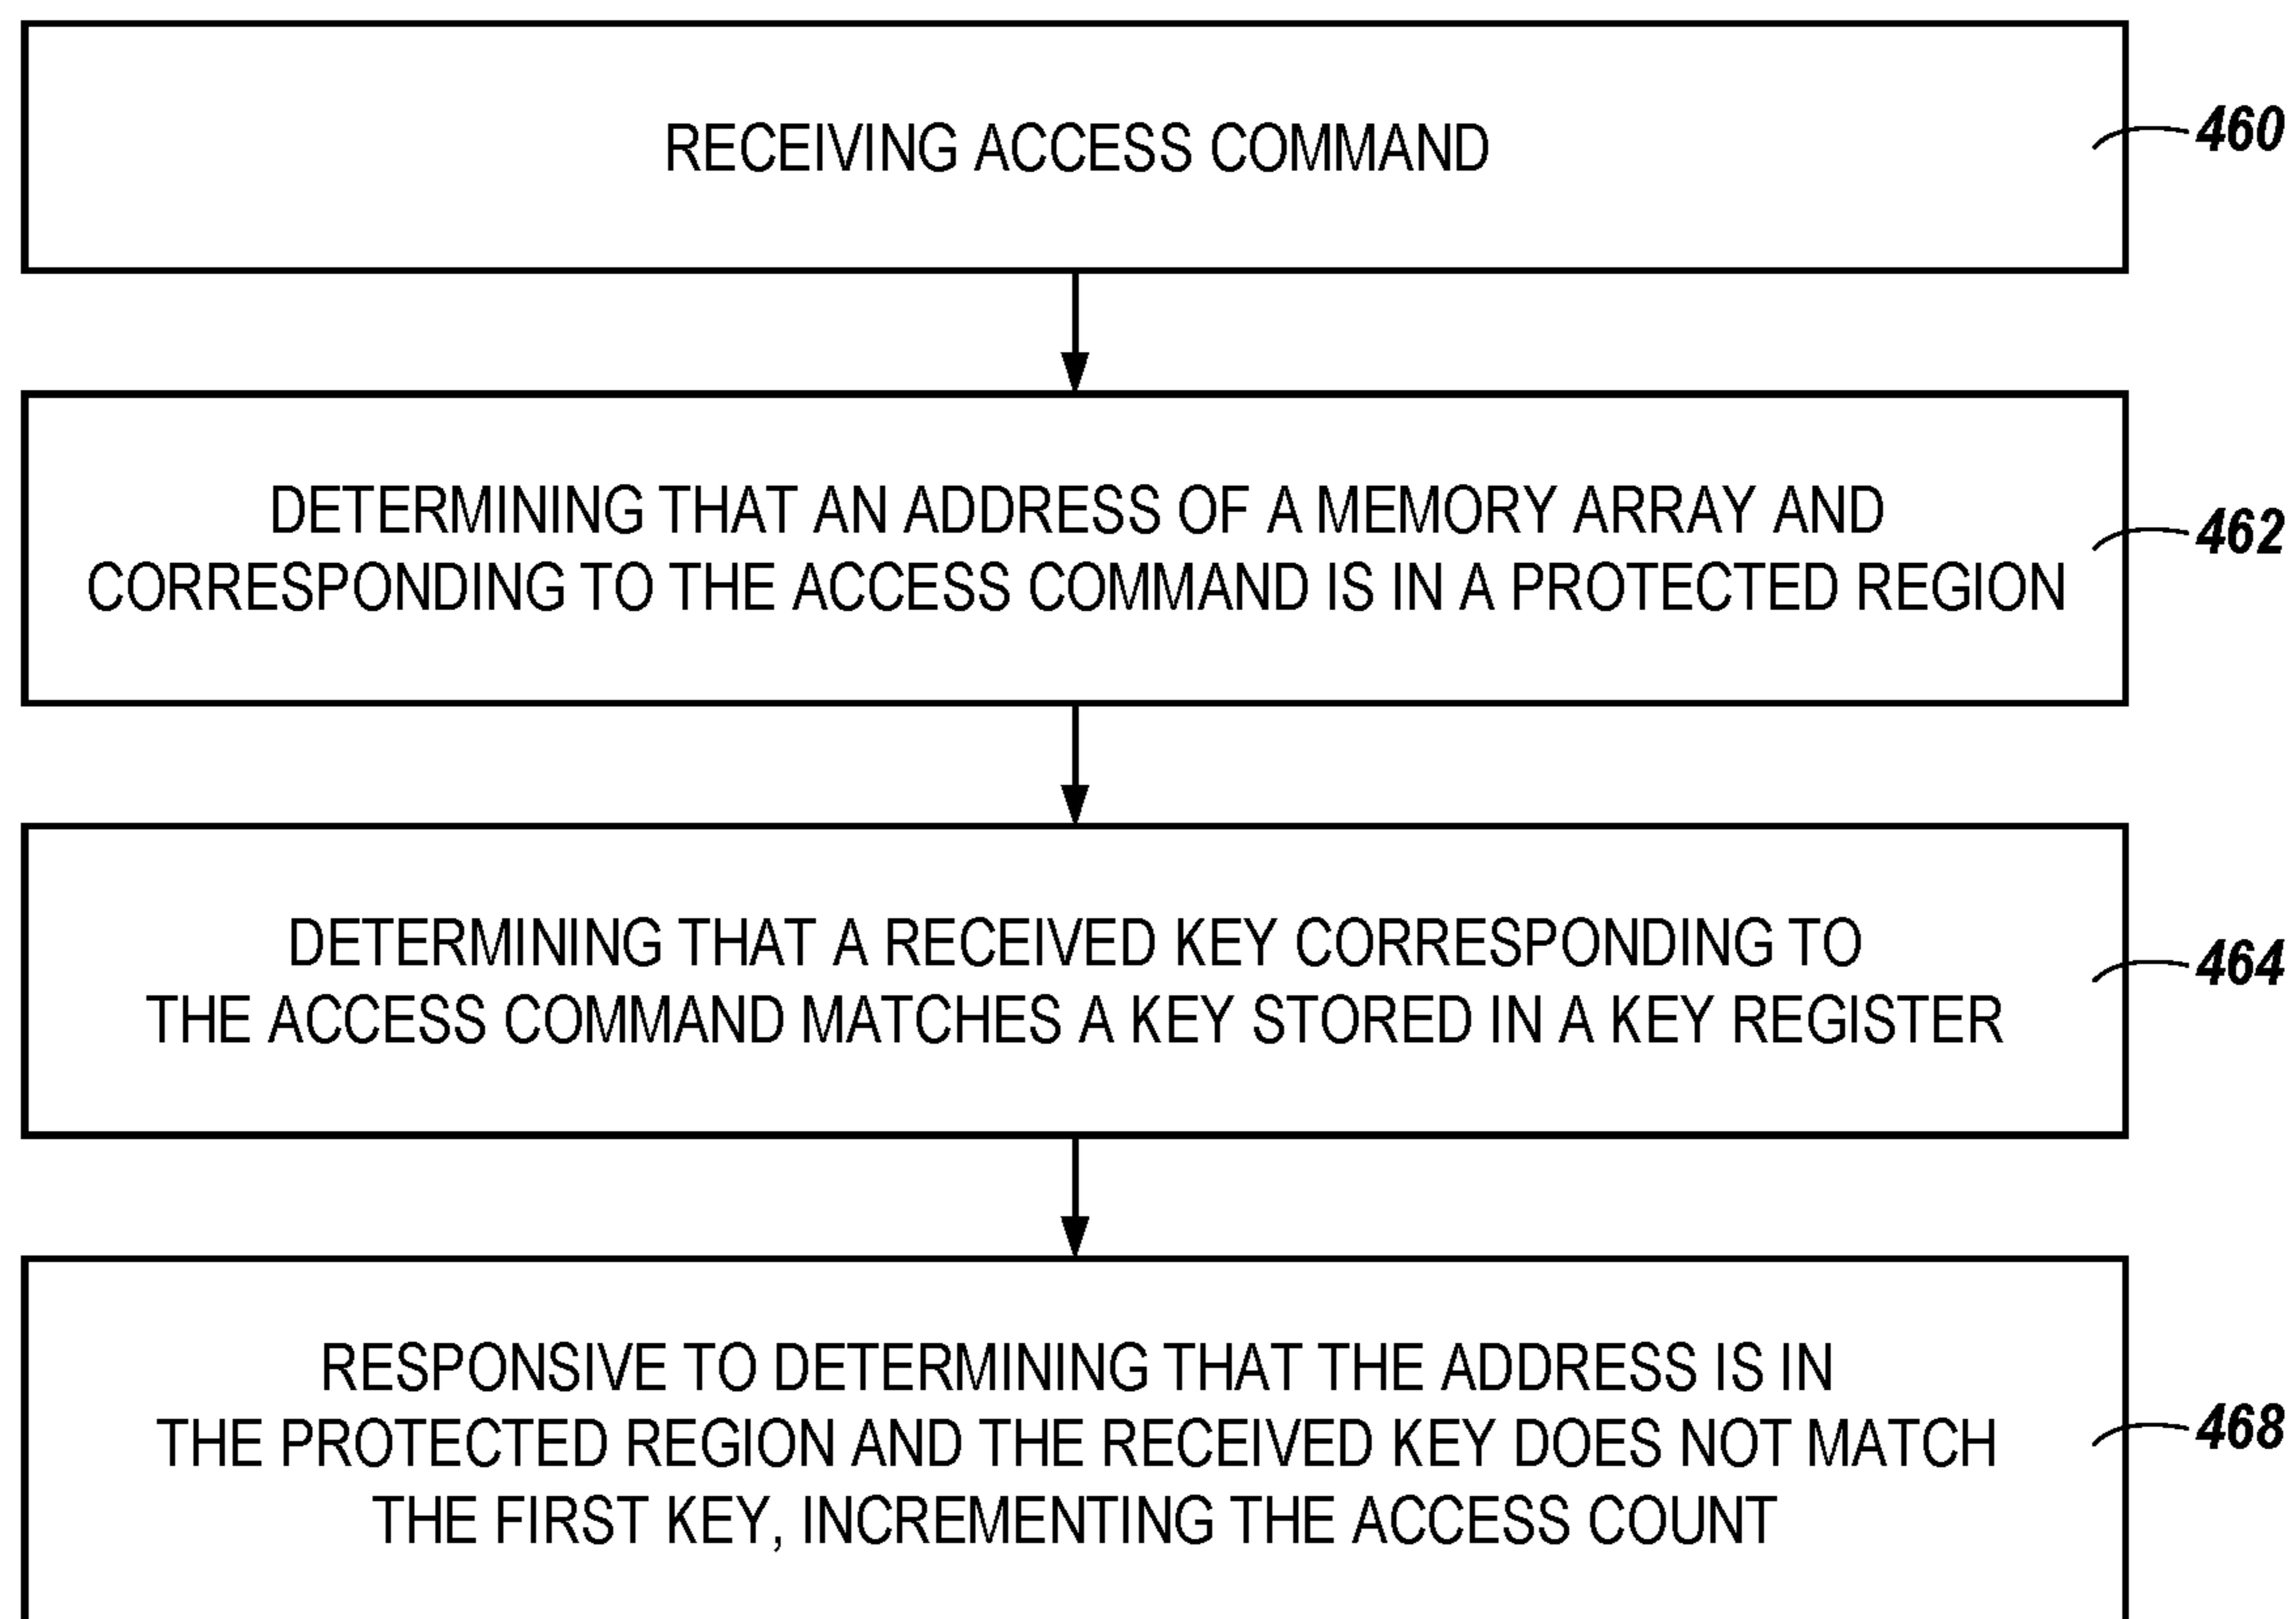 RECEIVING ACCESS COMMAND
460
DETERMINING THAT AN ADDRESS OF A MEMORY ARRAY AND
CORRESPONDING TO THE ACCESS COMMAND IS IN A PROTECTED REGION
462
DETERMINING THAT A RECEIVED KEY CORRESPONDING TO
THE ACCESS COMMAND MATCHES A KEY STORED IN A KEY REGISTER
464
RESPONSIVE TO DETERMINING THAT THE ADDRESS IS IN
THE PROTECTED REGION AND THE RECEIVED KEY DOES NOT MATCH
THE FIRST KEY, INCREMENTING THE ACCESS COUNT
468